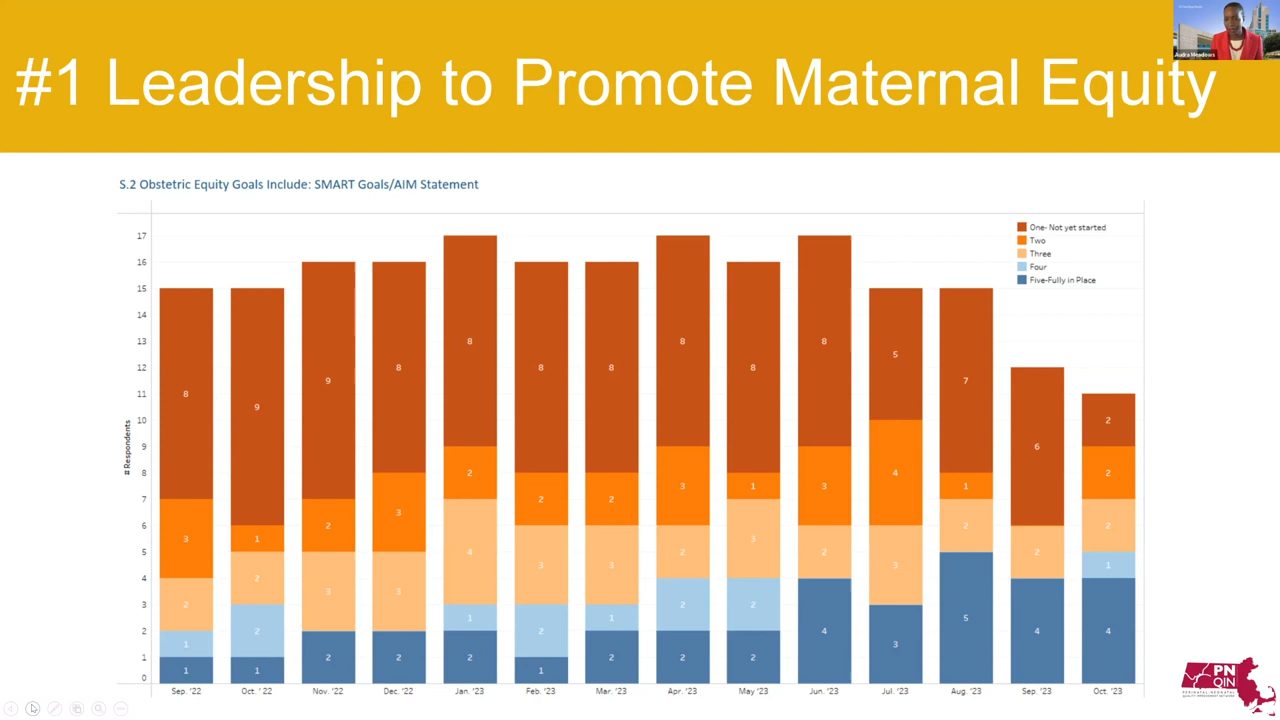 #1 Leadership to Promote Maternal Equity
Audra Meadows
S.2 Obstetric Equity Goals Include: SMART Goals/AIM Statement
One- Not yet started
Two
Three
Four
Five-Fully in Place
# Respondents
17
16
15
14
13
12
11
10
9
8
7
6
5
4
3
2
1
0
8 3 2 1 1
9 1 2 2 1
9 2 3 2
8 3 3 2
8 2 4 1 2
8 2 3 2 1
8 2 3 1 2
8 3 2 2 2
8 1 3 2 2
8 3 2 4
5 4 3 3
7 1 2 5
6 2 4
2 2 2 1 4
Sep. '22 Oct. '22 Nov. '22 Dec. '22 Jan. '23 Feb. '23 Mar. '23 Apr. '23 May '23 Jun. '23 Jul. '23 Aug. '23 Sep. '23 Oct. '23
PN
QIN
PERINATAL-NEONATAL
QUALITY IMPROVEMENT NETWORK